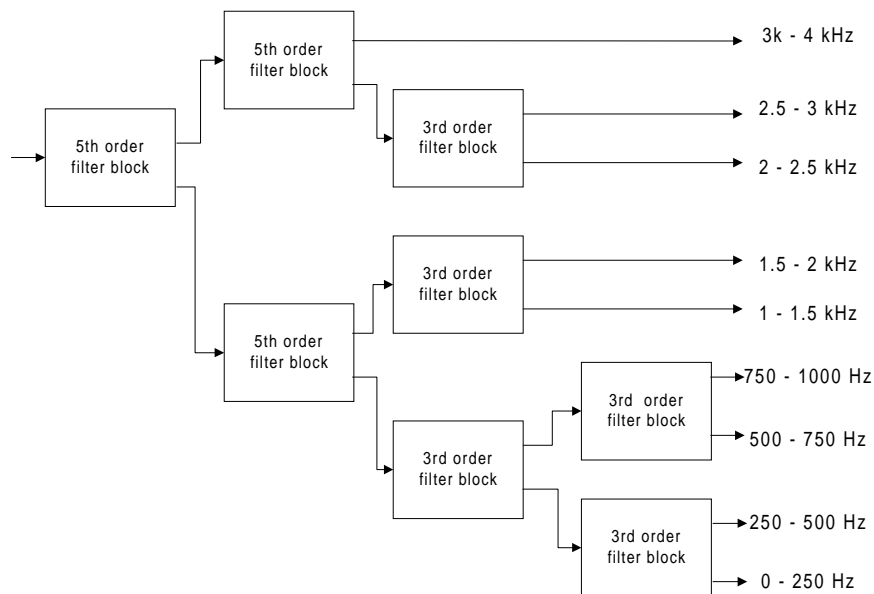 5th order
filter block
3k - 4 kHz
5th order
filter block
3rd order
filter block
2.5 - 3 kHz
2 - 2.5 kHz
5th order
filter block
3rd order
filter block
1.5 - 2 kHz
1 - 1.5 kHz
3rd order
filter block
3rd order
filter block
750 - 1000 Hz
500 - 750 Hz
3rd order
filter block
250 - 500 Hz
0 - 250 Hz